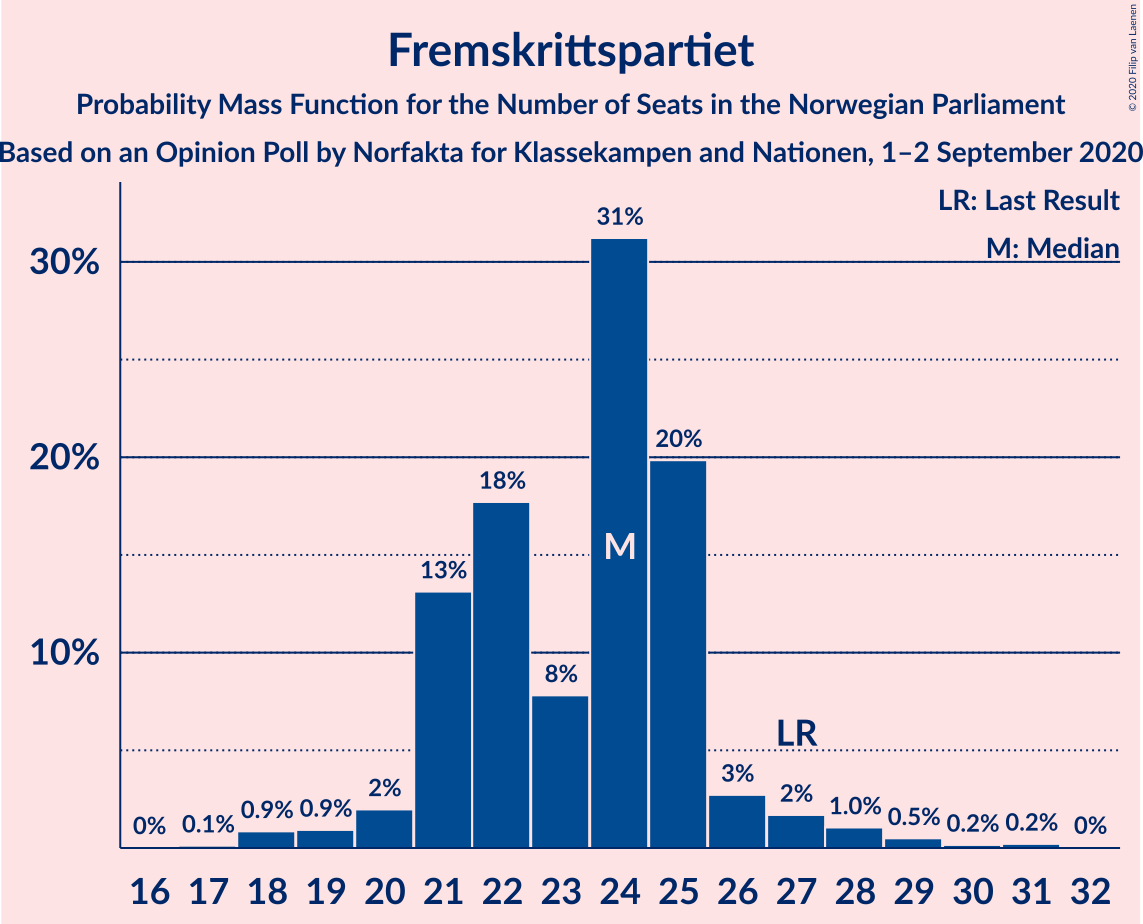 Fremskrittspartiet
Probability Mass Function for the Number of Seats in the Norwegian Parliament
Based on an Opinion Poll by Norfakta for Klassekampen and Nationen, 1–2 September 2020
© 2020 Filip van Laenen
LR: Last Result
M: Median
31%
30%
20%
20%
18%
M
13%
10%
8%
LR
3%
2%
2%
0% 0.1% 0.9% 0.9% 1.0% 0.5% 0.2% 0.2% 0%
16 17 18 19 20 21 22 23 24 25 26 27 28 29 30 31 32